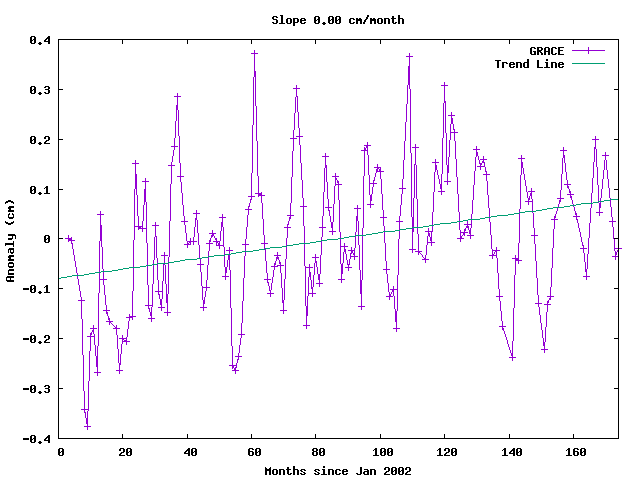 Slope 0.00 cm/month
GRACE
Trend Line
0.4
0.3
0.2
0.1
0
-0.1
-0.2
-0.3
-0.4
Anomaly (cm)
0 20 40 60 80 100 120 140 160
Months since Jan 2002